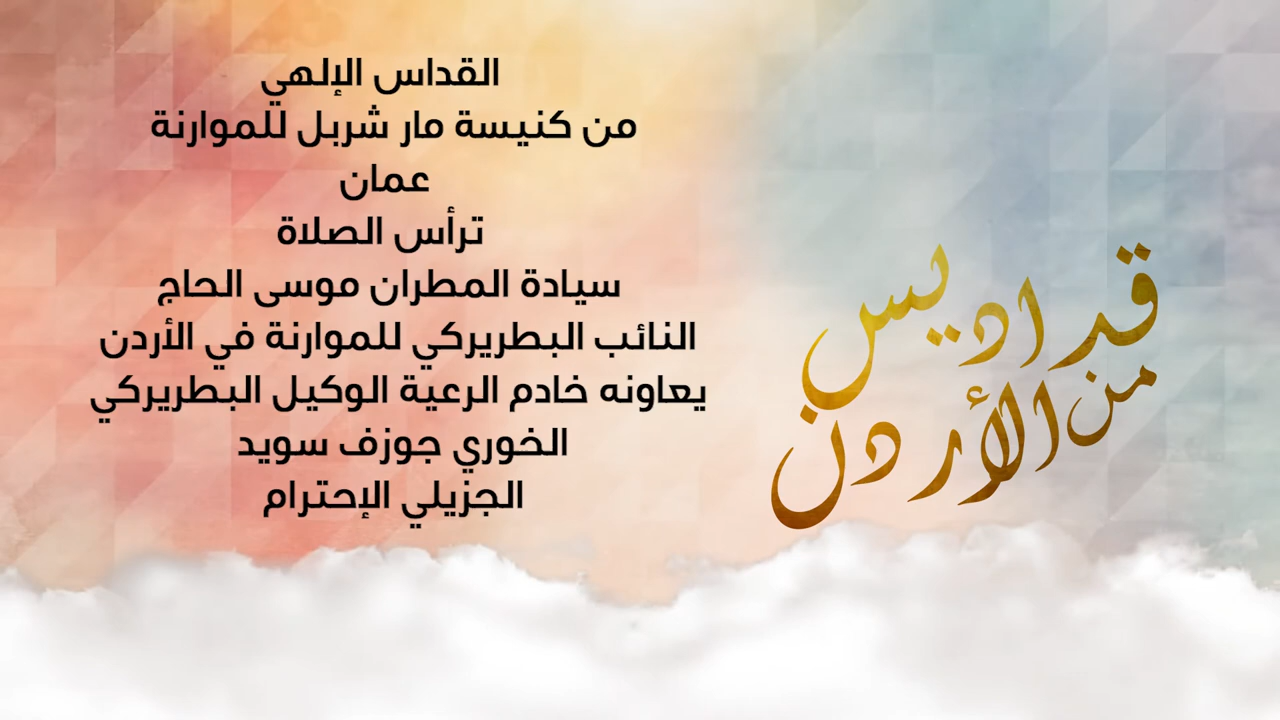 القداس الإلهي
من كنيسة مار شربل للموارنة
عمان
ترأس الصلاة
سيادة المطران موسى الحاج
النائب البطريركي للموارنة في الأردن
يعاونه خادم الرعية الوكيل البطريركي
الخوري جوزف سويد
الجزيلي الإحترام
قداديس
من الأردن